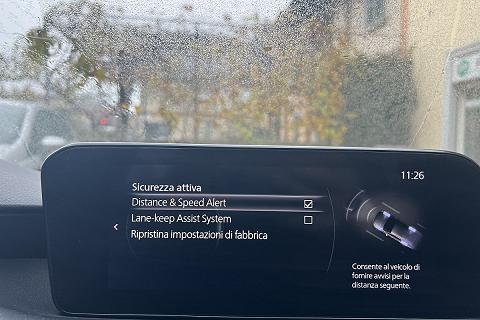 11:26
Sicurezza attiva
Distance & Speed Alert
Lane-keep Assist System
Ripristina impostazioni di fabbrica
Consente al veicolo di
fornire avvisi per la
distanza seguente.